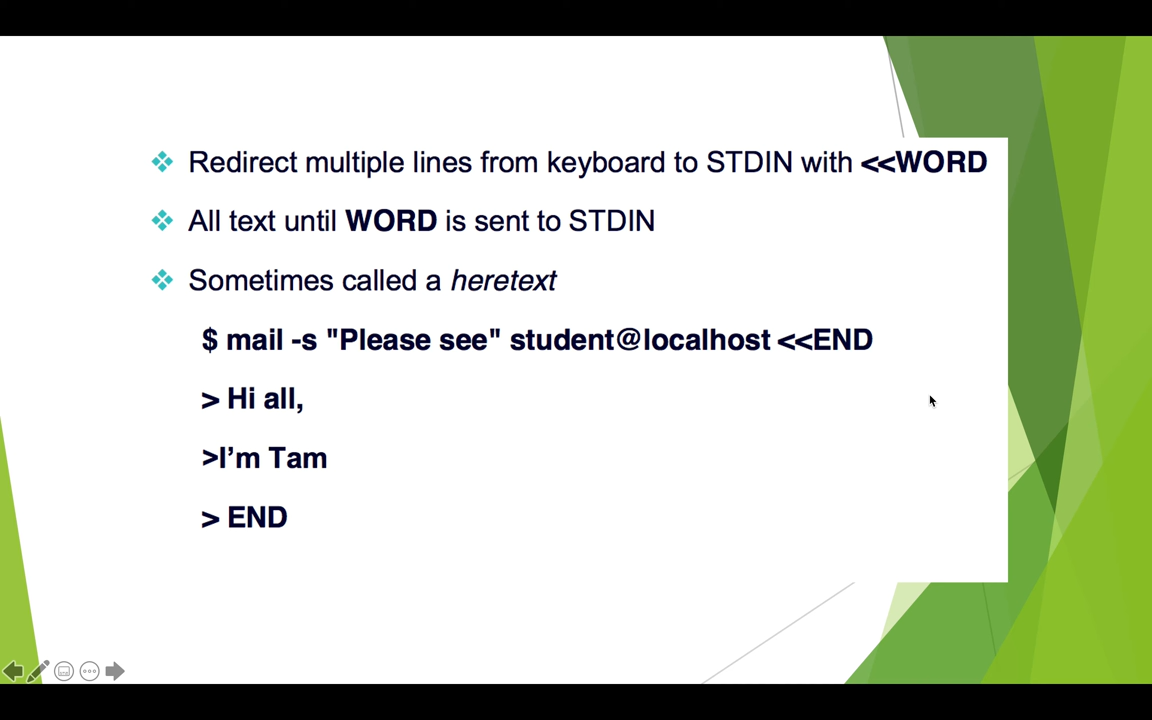 Redirect multiple lines from keyboard to STDIN with <<WORD
All text until WORD is sent to STDIN
Sometimes called a heretext
$ mail -s "Please see" student@localhost <<END
> Hi all,
>I’m Tam
> END